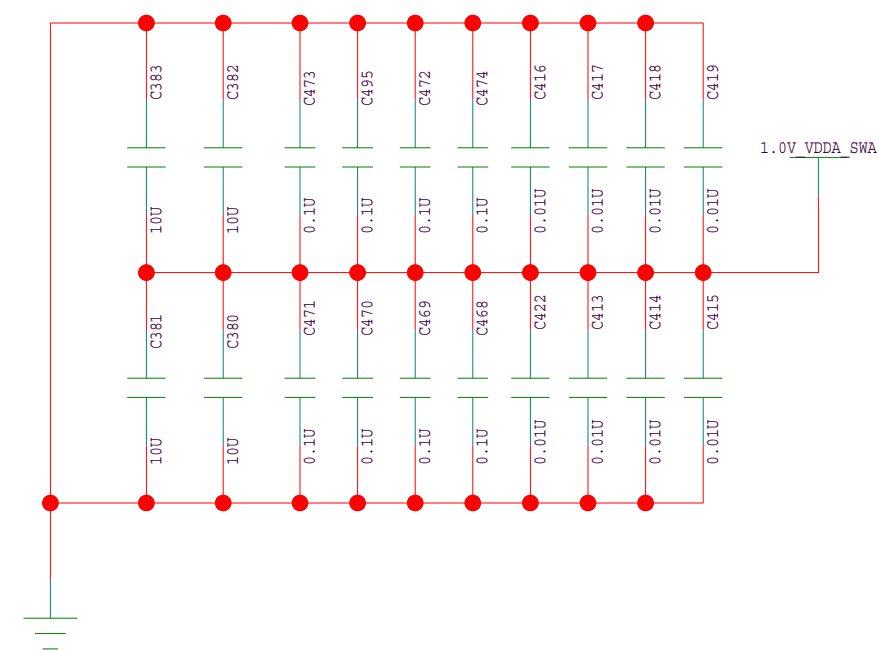 C383
C382
C473
C495
C472
C474
C416
C417
C418
C419
1.0V_VDDA_SWA
10U
10U
0.1U
0.1U
0.1U
0.1U
0.01U
0.01U
0.01U
0.01U
C381
C380
C471
C470
C469
C468
C422
C413
C414
C415
10U
10U
0.1U
0.1U
0.1U
0.1U
0.01U
0.01U
0.01U
0.01U